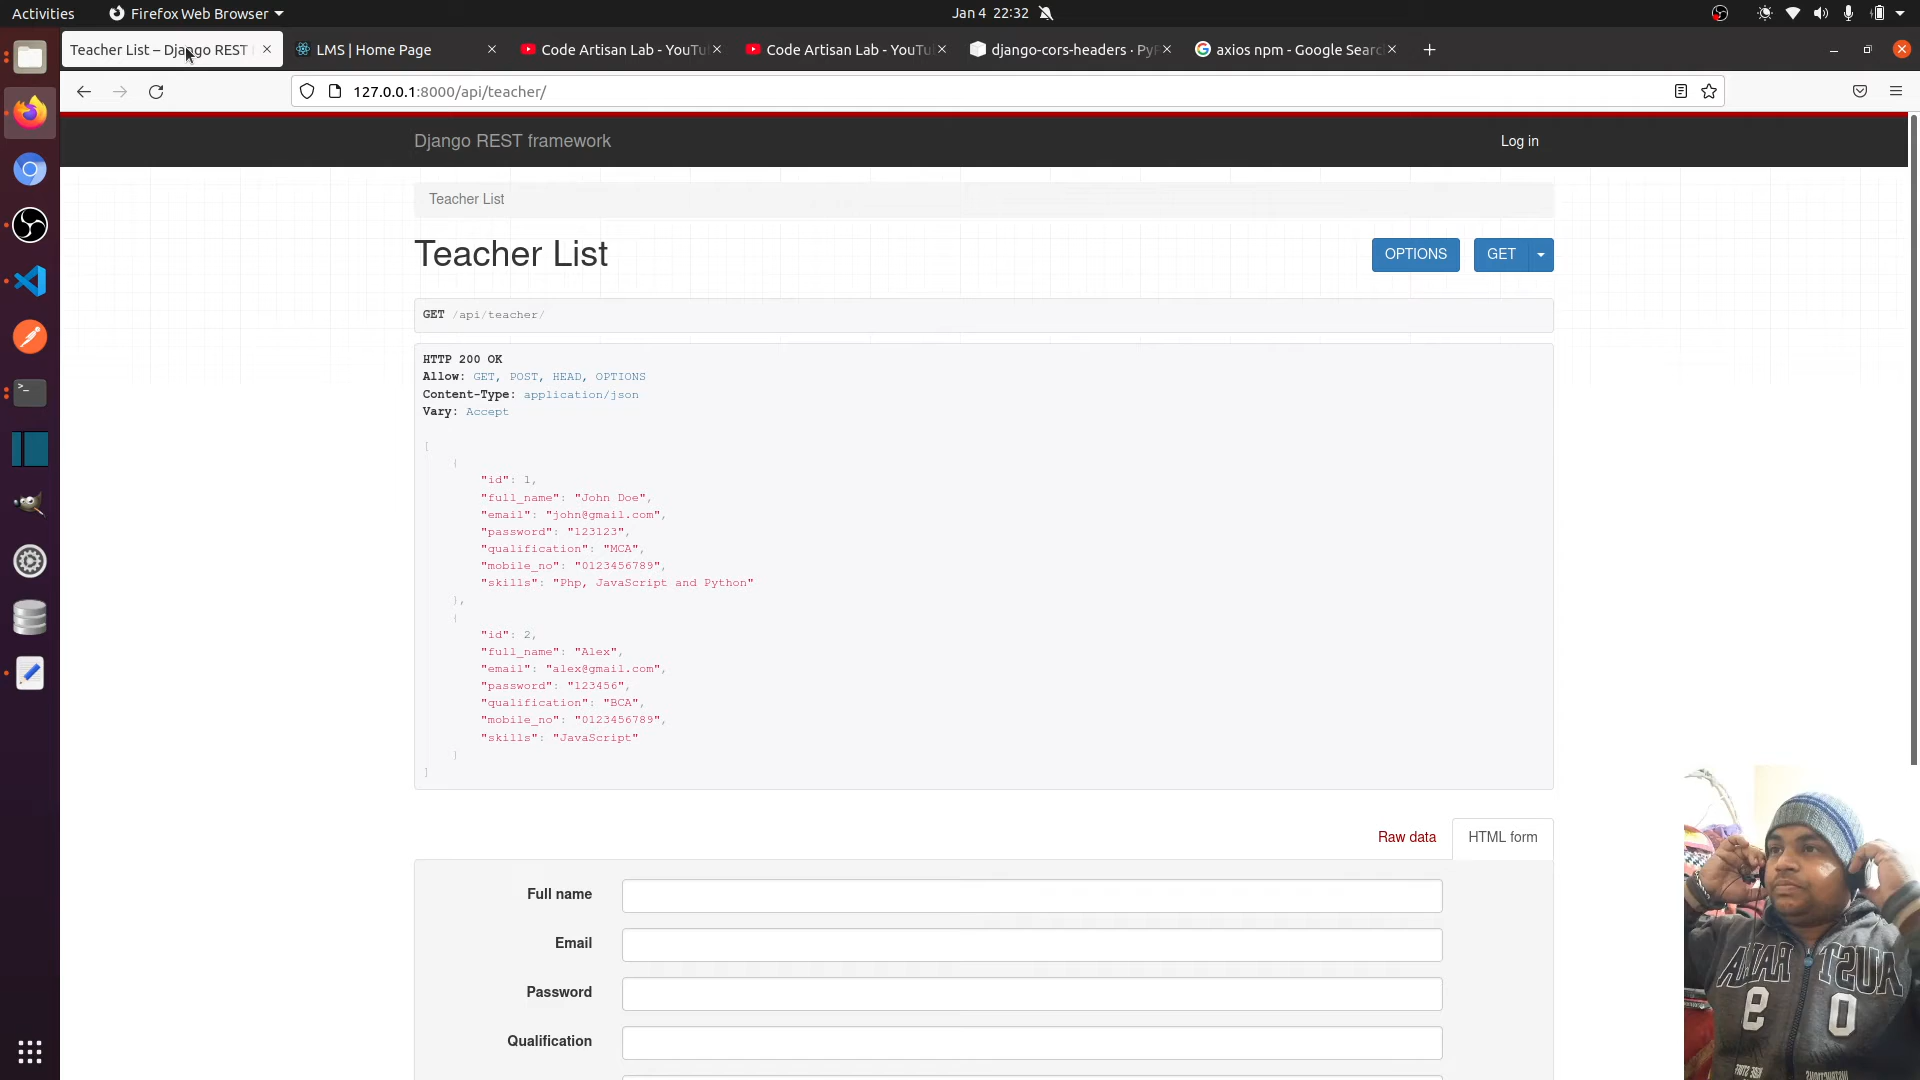 Activities
Firefox Web Browser
Jan 4 22:32
Teacher List – Django REST
LMS | Home Page
Code Artisan Lab - YouTu
Code Artisan Lab - YouTu
django-cors-headers · PyP
axios npm - Google Searc
127.0.0.1:8000/api/teacher/
Django REST framework
Log in
Teacher List
Teacher List
OPTIONS
GET
GET /api/teacher/
HTTP 200 OK
Allow: GET, POST, HEAD, OPTIONS
Content-Type: application/json
Vary: Accept
[
{
"id": 1,
"full_name": "John Doe",
"email": "john@gmail.com",
"password": "123123",
"qualification": "MCA",
"mobile_no": "0123456789",
"skills": "Php, JavaScript and Python"
},
{
"id": 2,
"full_name": "Alex",
"email": "alex@gmail.com",
"password": "123456",
"qualification": "BCA",
"mobile_no": "0123456789",
"skills": "JavaScript"
}
]
Raw data
HTML form
Full name
Email
Password
Qualification